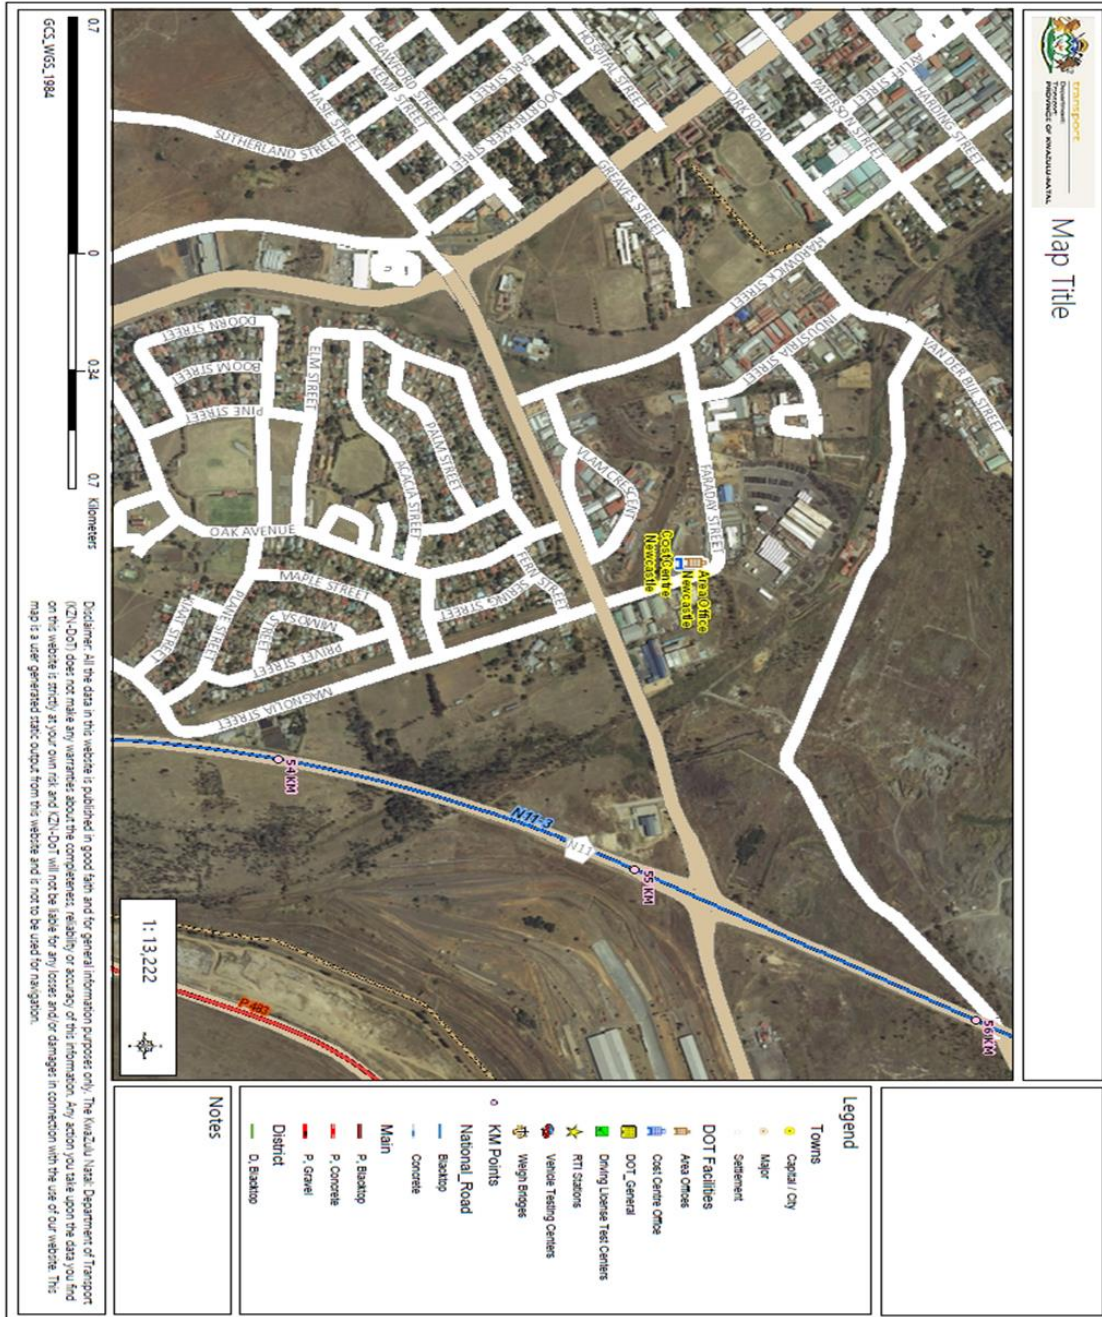 transport
Department:
Transport
PROVINCE OF KWAZULU-NATAL
Map Title
HARDING STREET
AYLIFF STREET
PATERSON STREET
YORK ROAD
HOSPITAL STREET
EARL STREET
VOORTREKKER STREET
CRAWFORD STREET
KEMP STREET
HASE STREET
SUTHERLAND STREET
GREAVES STREET
HARDWICK STREET
INDUSTRIA STREET
VAN DER BIJL STREET
FARADAY STREET
VLAM CRESCENT
Area Office
Newcastle
Cost Centre
Newcastle
DOORN STREET
BOOM STREET
PINE STREET
ELM STREET
PALM STREET
ACACIA STREET
OAK AVENUE
FERN STREET
SERING STREET
MAPLE STREET
MIMOSA
STREET
PLANE STREET
PRIVET STREET
MAY STREET
MAGNOLIA STREET
54 KM
N11-3
N11
55 KM
56 KM
P 483
1: 13,222
Legend
Towns
Capital / City
Major
Settlement
DOT Facilities
Area Offices
Cost Centre Office
DOT_General
Driving License Test Centers
RTI Stations
Vehicle Testing Centers
Weigh Bridges
KM Points
National_Road
Blacktop
Concrete
Main
P, Blacktop
P, Concrete
P, Gravel
District
D, Blacktop
Notes
0.7
0
0.34
0.7 Kilometers
GCS_WGS_1984
Disclaimer: All the data in this website is published in good faith and for general information purposes only. The KwaZulu Natal: Department of Transport
(KZN-DoT) does not make any warranties about the completeness, reliability or accuracy of this information. Any action you take upon the data you find
on this website is strictly at your own risk and KZN-DoT will not be liable for any losses and/or damages in connection with the use of our website. This
map is a user generated static output from this website and is not to be used for navigation.